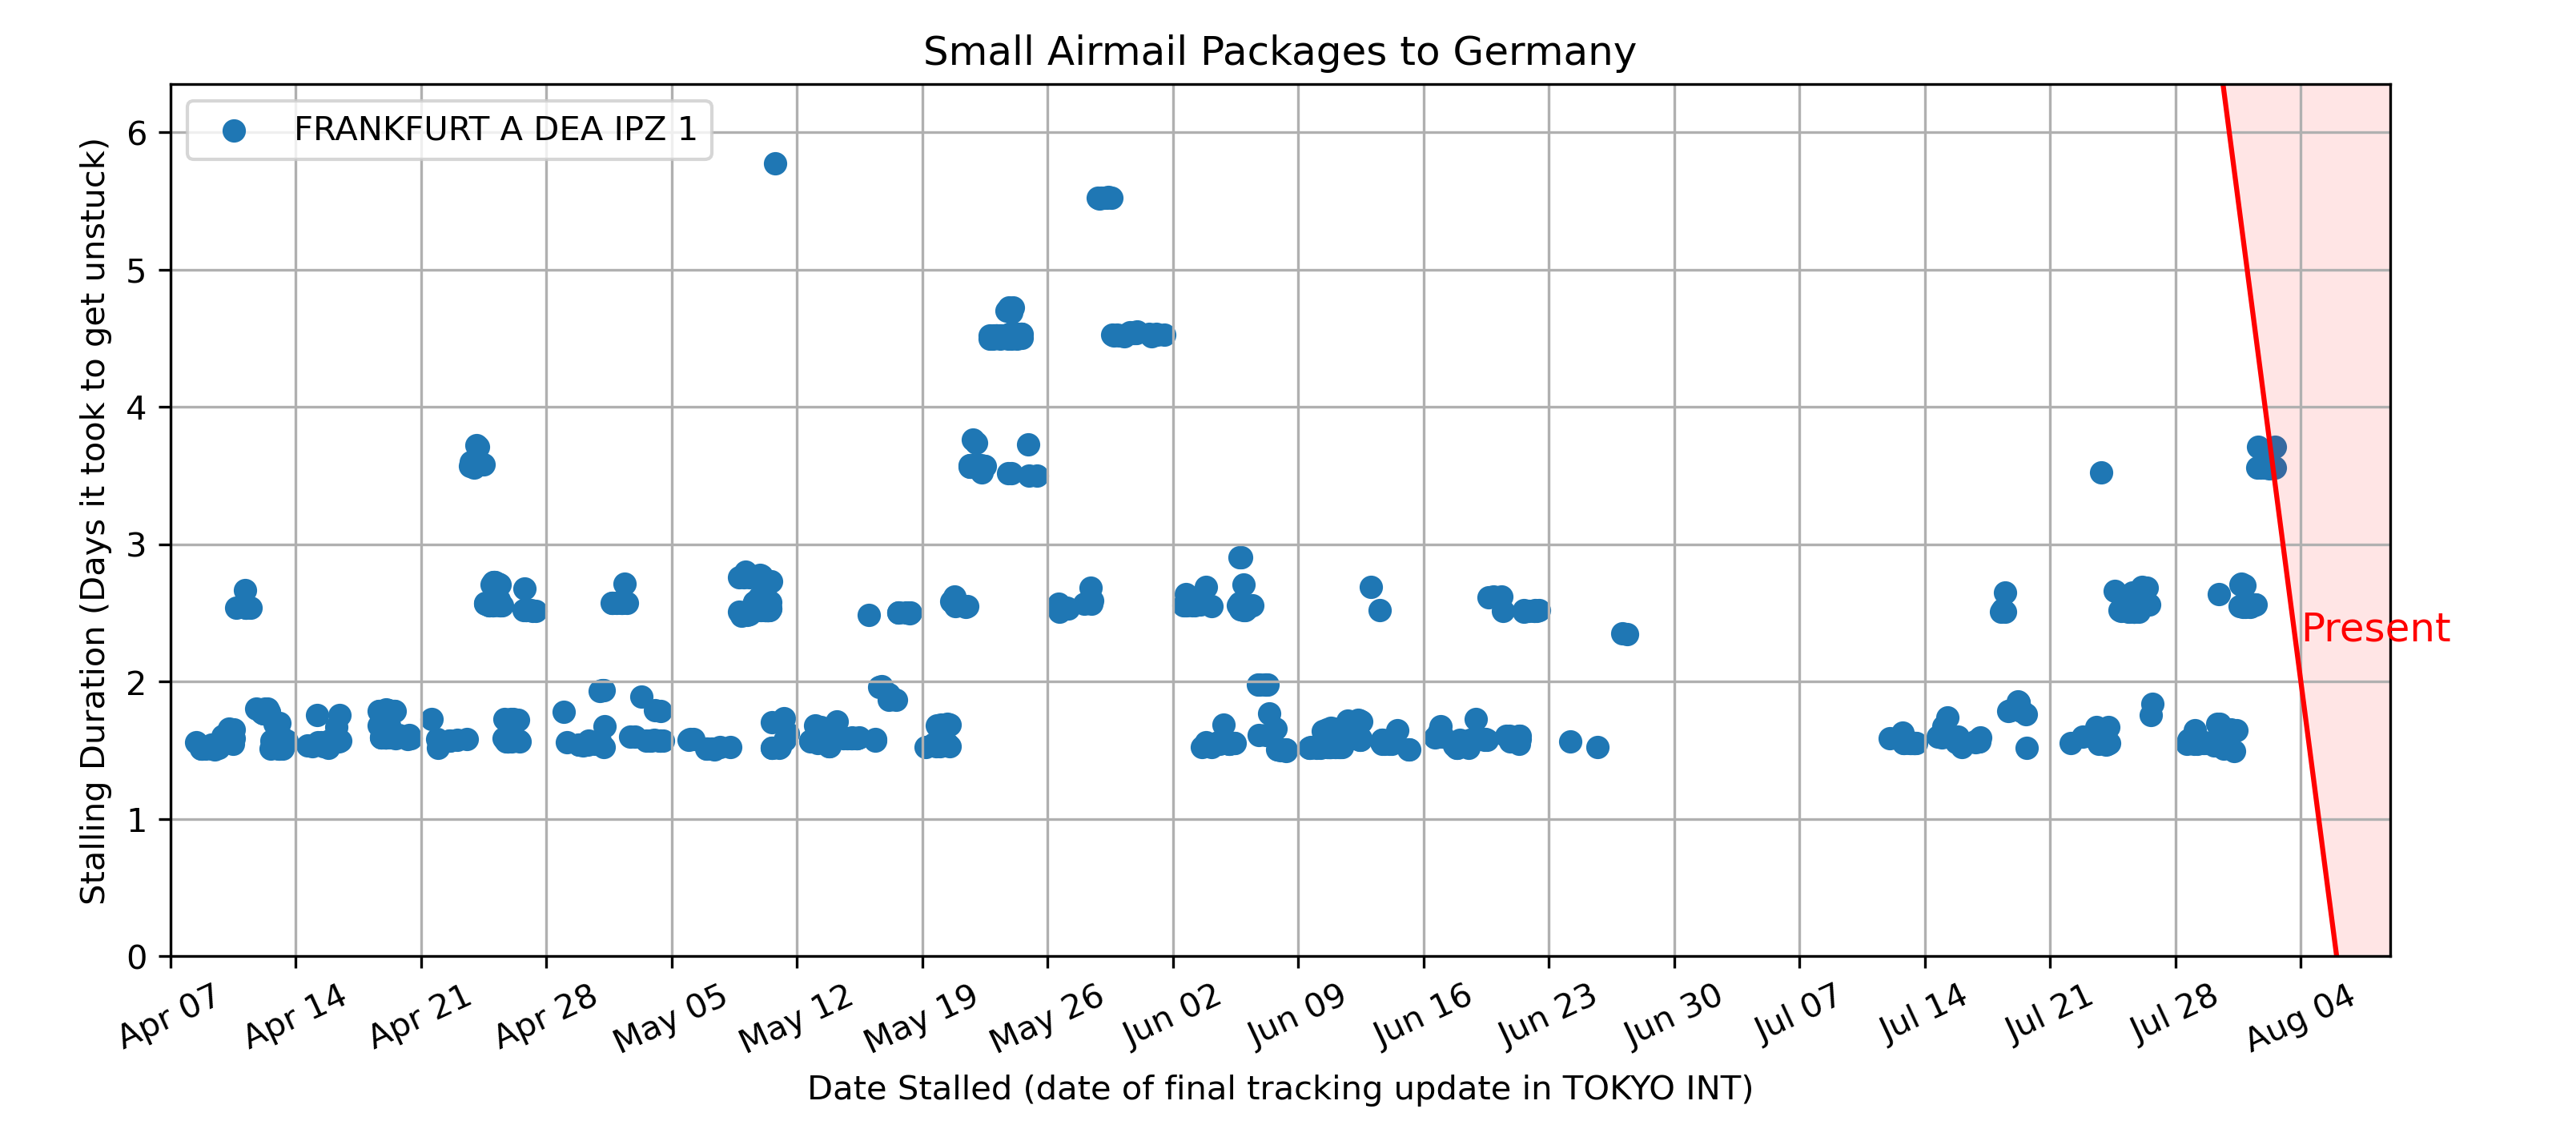 Small Airmail Packages to Germany
FRANKFURT A DEA IPZ 1
Stalling Duration (Days it took to get unstuck)
6
5
4
3
2
1
0
Present
Apr 07
Apr 14
Apr 21
Apr 28
May 05
May 12
May 19
May 26
Jun 02
Jun 09
Jun 16
Jun 23
Jun 30
Jul 07
Jul 14
Jul 21
Jul 28
Aug 04
Date Stalled (date of final tracking update in TOKYO INT)